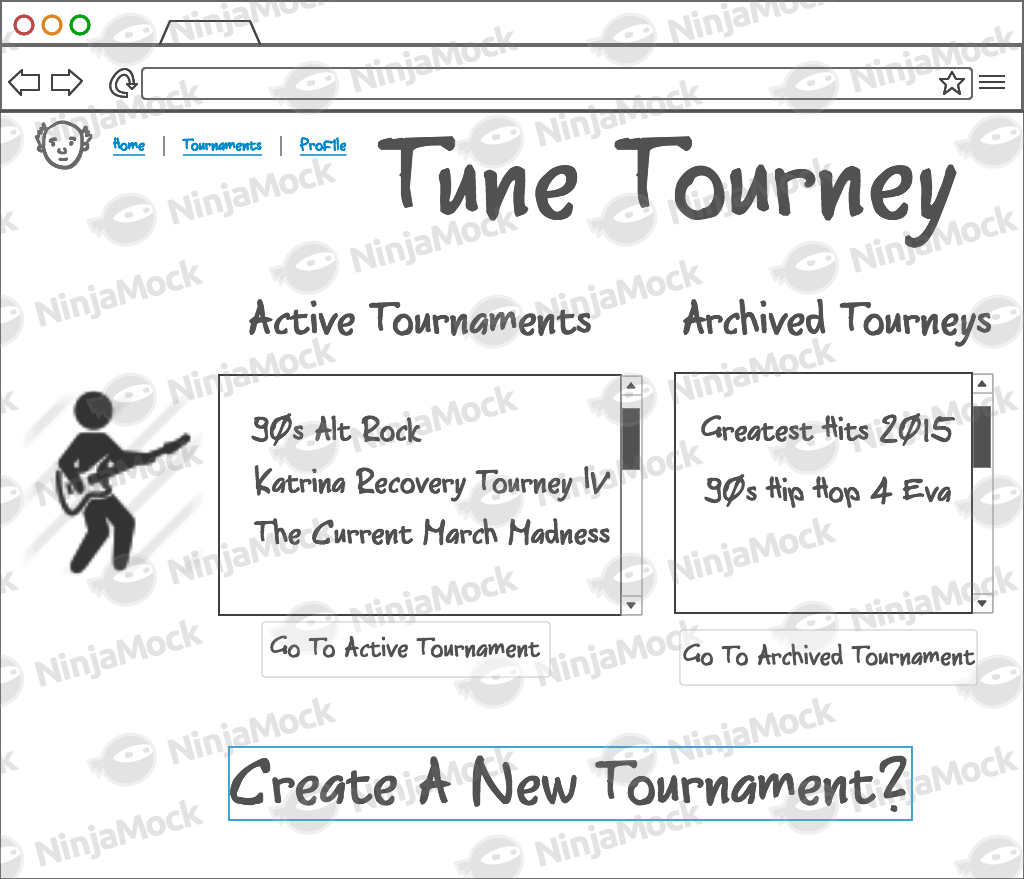 Home | Tournaments | Profile
Tune Tourney
Active Tournaments
Archived Tourneys
90s Alt Rock
Katrina Recovery Tourney IV
The Current March Madness
Greatest Hits 2015
90s Hip Hop 4 Eva
Go To Active Tournament
Go To Archived Tournament
Create A New Tournament?
NinjaMock